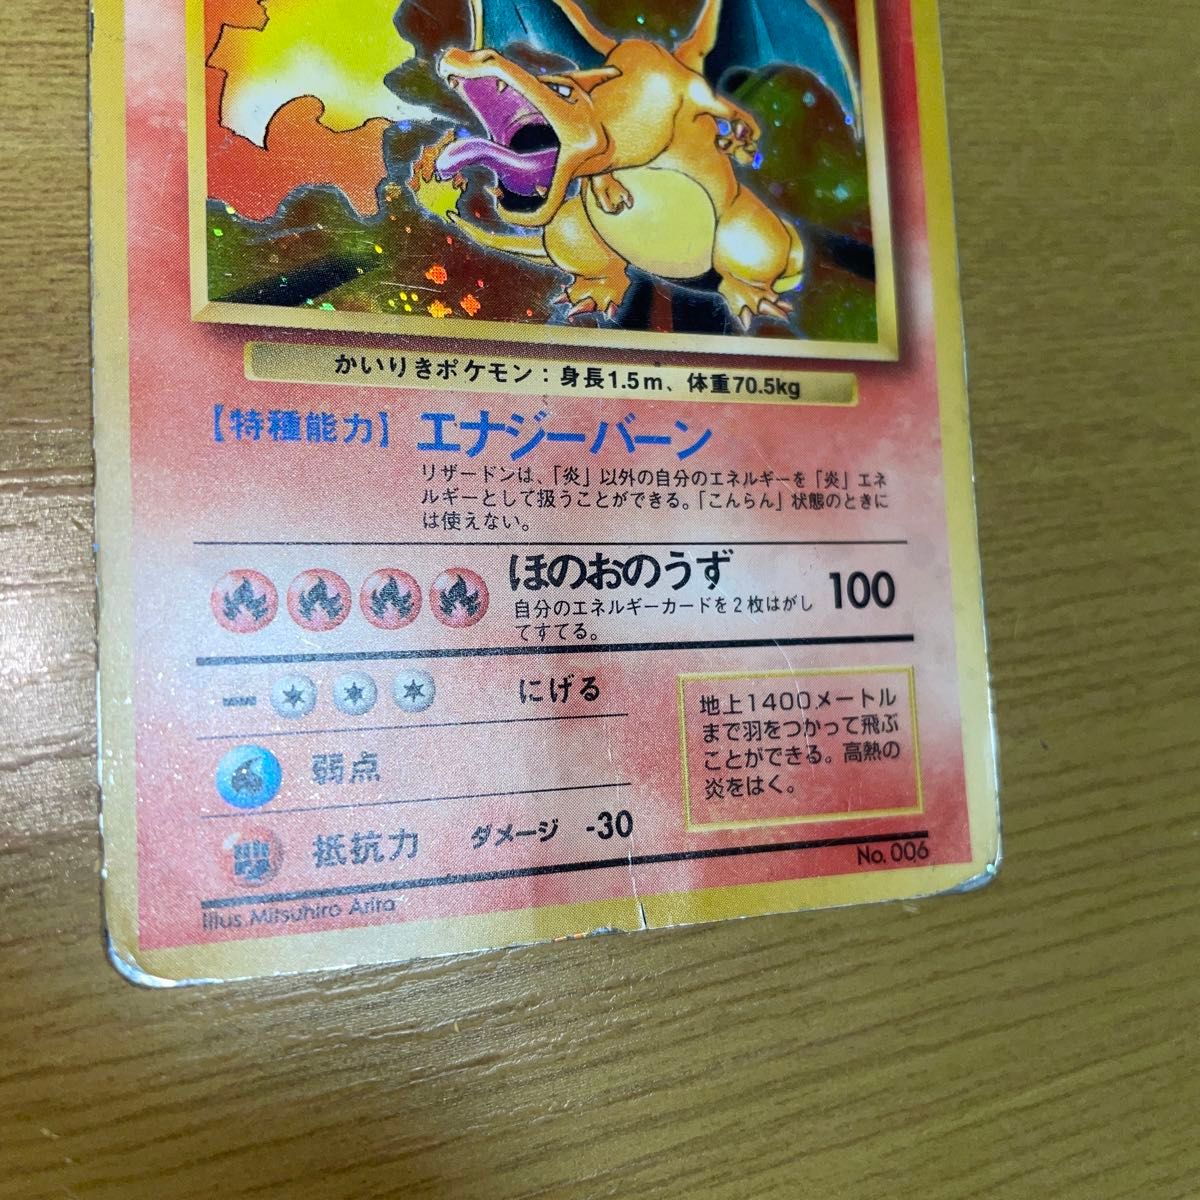 かいりきポケモン：身長1.5m、体重70.5kg
【特種能力】 エナジーバーン
リザードンは、「炎」以外の自分のエネルギーを「炎」エネ
ルギーとして扱うことができる。「こんらん」状態のときに
は使えない。
ほのおのうず 100
自分のエネルギーカードを2枚はがし
てすてる。
にげる
弱点
抵抗力 ダメージ -30
地上1400メートル
まで羽をつかって飛ぶ
ことができる。高熱の
炎をはく。
No. 006
Illus. Mitsuhiro Arita